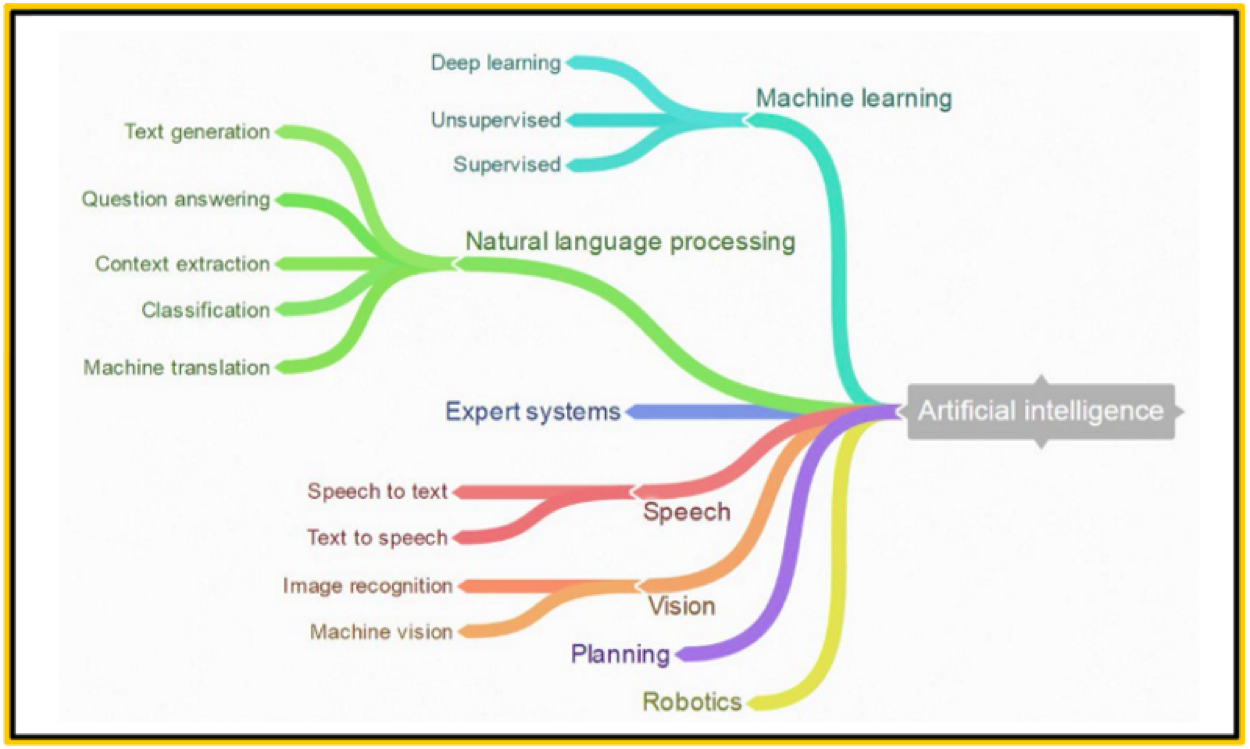 Deep learning
Machine learning
Unsupervised
Supervised
Text generation
Question answering
Natural language processing
Context extraction
Classification
Machine translation
Expert systems
Artificial intelligence
Speech to text
Speech
Text to speech
Image recognition
Vision
Machine vision
Planning
Robotics